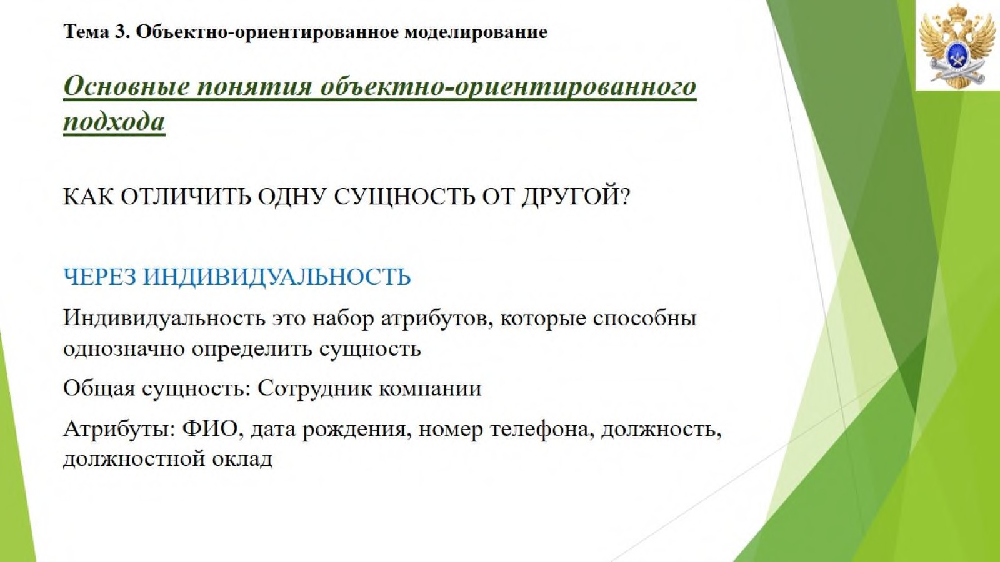 Тема 3. Объектно-ориентированное моделирование
Основные понятия объектно-ориентированного
подхода
КАК ОТЛИЧИТЬ ОДНУ СУЩНОСТЬ ОТ ДРУГОЙ?
ЧЕРЕЗ ИНДИВИДУАЛЬНОСТЬ
Индивидуальность это набор атрибутов, которые способны
однозначно определить сущность
Общая сущность: Сотрудник компании
Атрибуты: ФИО, дата рождения, номер телефона, должность,
должностной оклад